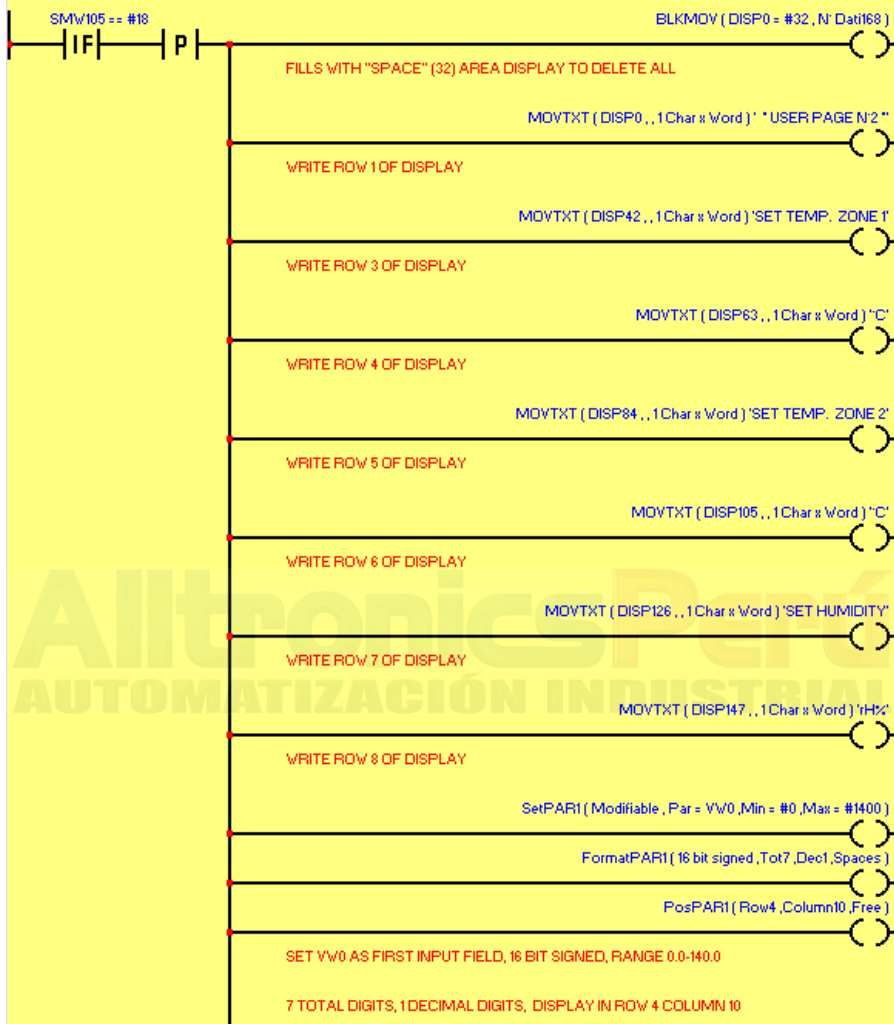 SMW105 == #18
BLKMOV ( DISP0 = #32 , N° Dati168 )
IF P
FILLS WITH "SPACE" (32) AREA DISPLAY TO DELETE ALL
MOVTXT ( DISP0 , , 1 Char x Word ) ' * USER PAGE N°2 *'
WRITE ROW 1 OF DISPLAY
MOVTXT ( DISP42 , , 1 Char x Word ) 'SET TEMP. ZONE 1'
WRITE ROW 3 OF DISPLAY
MOVTXT ( DISP63 , , 1 Char x Word ) '°C'
WRITE ROW 4 OF DISPLAY
MOVTXT ( DISP84 , , 1 Char x Word ) 'SET TEMP. ZONE 2'
WRITE ROW 5 OF DISPLAY
MOVTXT ( DISP105 , , 1 Char x Word ) '°C'
WRITE ROW 6 OF DISPLAY
AlltronicsPerú
MOVTXT ( DISP126 , , 1 Char x Word ) 'SET HUMIDITY'
WRITE ROW 7 OF DISPLAY
AUTOMATIZACIÓN INDUSTRIAL
MOVTXT ( DISP147 , , 1 Char x Word ) 'rH%'
WRITE ROW 8 OF DISPLAY
SetPAR1( Modifiable , Par = VW0 ,Min = #0 ,Max = #1400 )
FormatPAR1( 16 bit signed ,Tot7 ,Dec1,Spaces )
PosPAR1( Row4 ,Column10 ,Free )
SET VW0 AS FIRST INPUT FIELD, 16 BIT SIGNED, RANGE 0.0-140.0
7 TOTAL DIGITS, 1 DECIMAL DIGITS, DISPLAY IN ROW 4 COLUMN 10